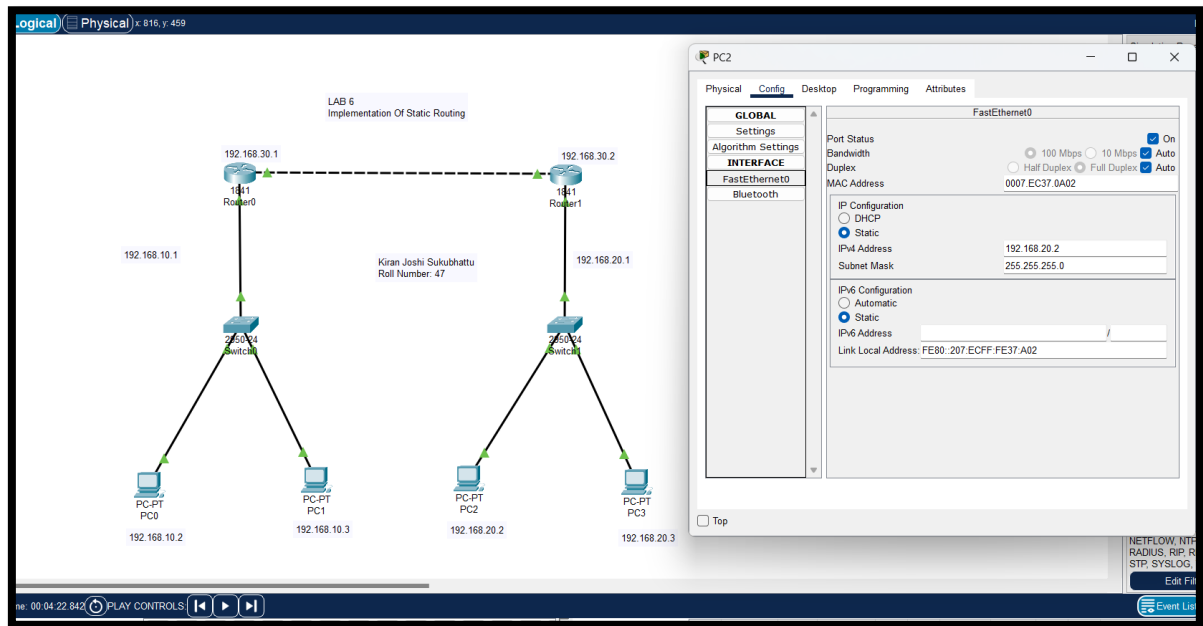 ogical Physical x: 816, y: 459
LAB 6
Implementation Of Static Routing
192.168.30.1
192.168.30.2
1841
Router0
1841
Router1
192.168.10.1
Kiran Joshi Sukubhattu
Roll Number: 47
192.168.20.1
2950-24
Switch0
2950-24
Switch1
PC-PT
PC0
PC-PT
PC1
PC-PT
PC2
PC-PT
PC3
192.168.10.2
192.168.10.3
192.168.20.2
192.168.20.3
PC2
Physical Config Desktop Programming Attributes
GLOBAL
Settings
Algorithm Settings
INTERFACE
FastEthernet0
Bluetooth
FastEthernet0
Port Status On
Bandwidth 100 Mbps 10 Mbps Auto
Duplex Half Duplex Full Duplex Auto
MAC Address 0007.EC37.0A02
IP Configuration
DHCP
Static
IPv4 Address 192.168.20.2
Subnet Mask 255.255.255.0
IPv6 Configuration
Automatic
Static
IPv6 Address /
Link Local Address: FE80::207:ECFF:FE37:A02
Top
NETFLOW, NTP
RADIUS, RIP, R
STP, SYSLOG,
Edit Fil
me: 00:04:22.842 PLAY CONTROLS:
Event Lis